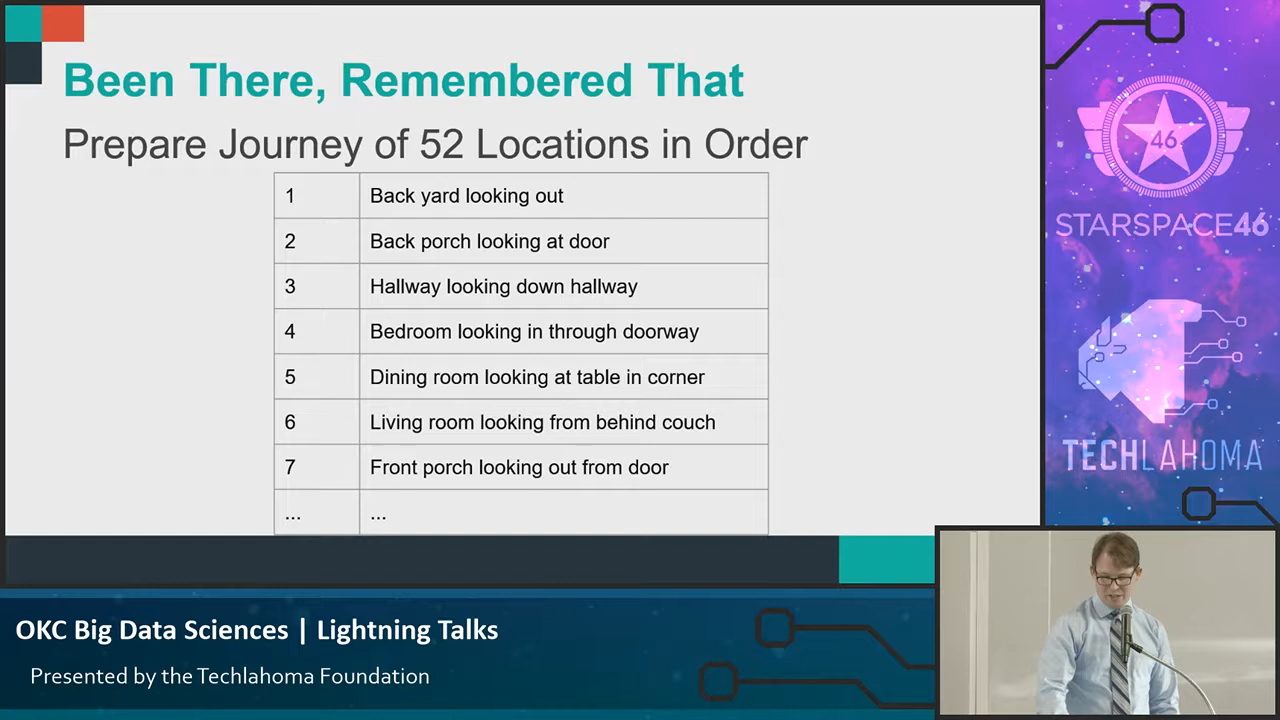 Been There, Remembered That
Prepare Journey of 52 Locations in Order
1 Back yard looking out
2 Back porch looking at door
3 Hallway looking down hallway
4 Bedroom looking in through doorway
5 Dining room looking at table in corner
6 Living room looking from behind couch
7 Front porch looking out from door
... ...
46
STARSPACE46
TECHLAHOMA
OKC Big Data Sciences | Lightning Talks
Presented by the Techlahoma Foundation